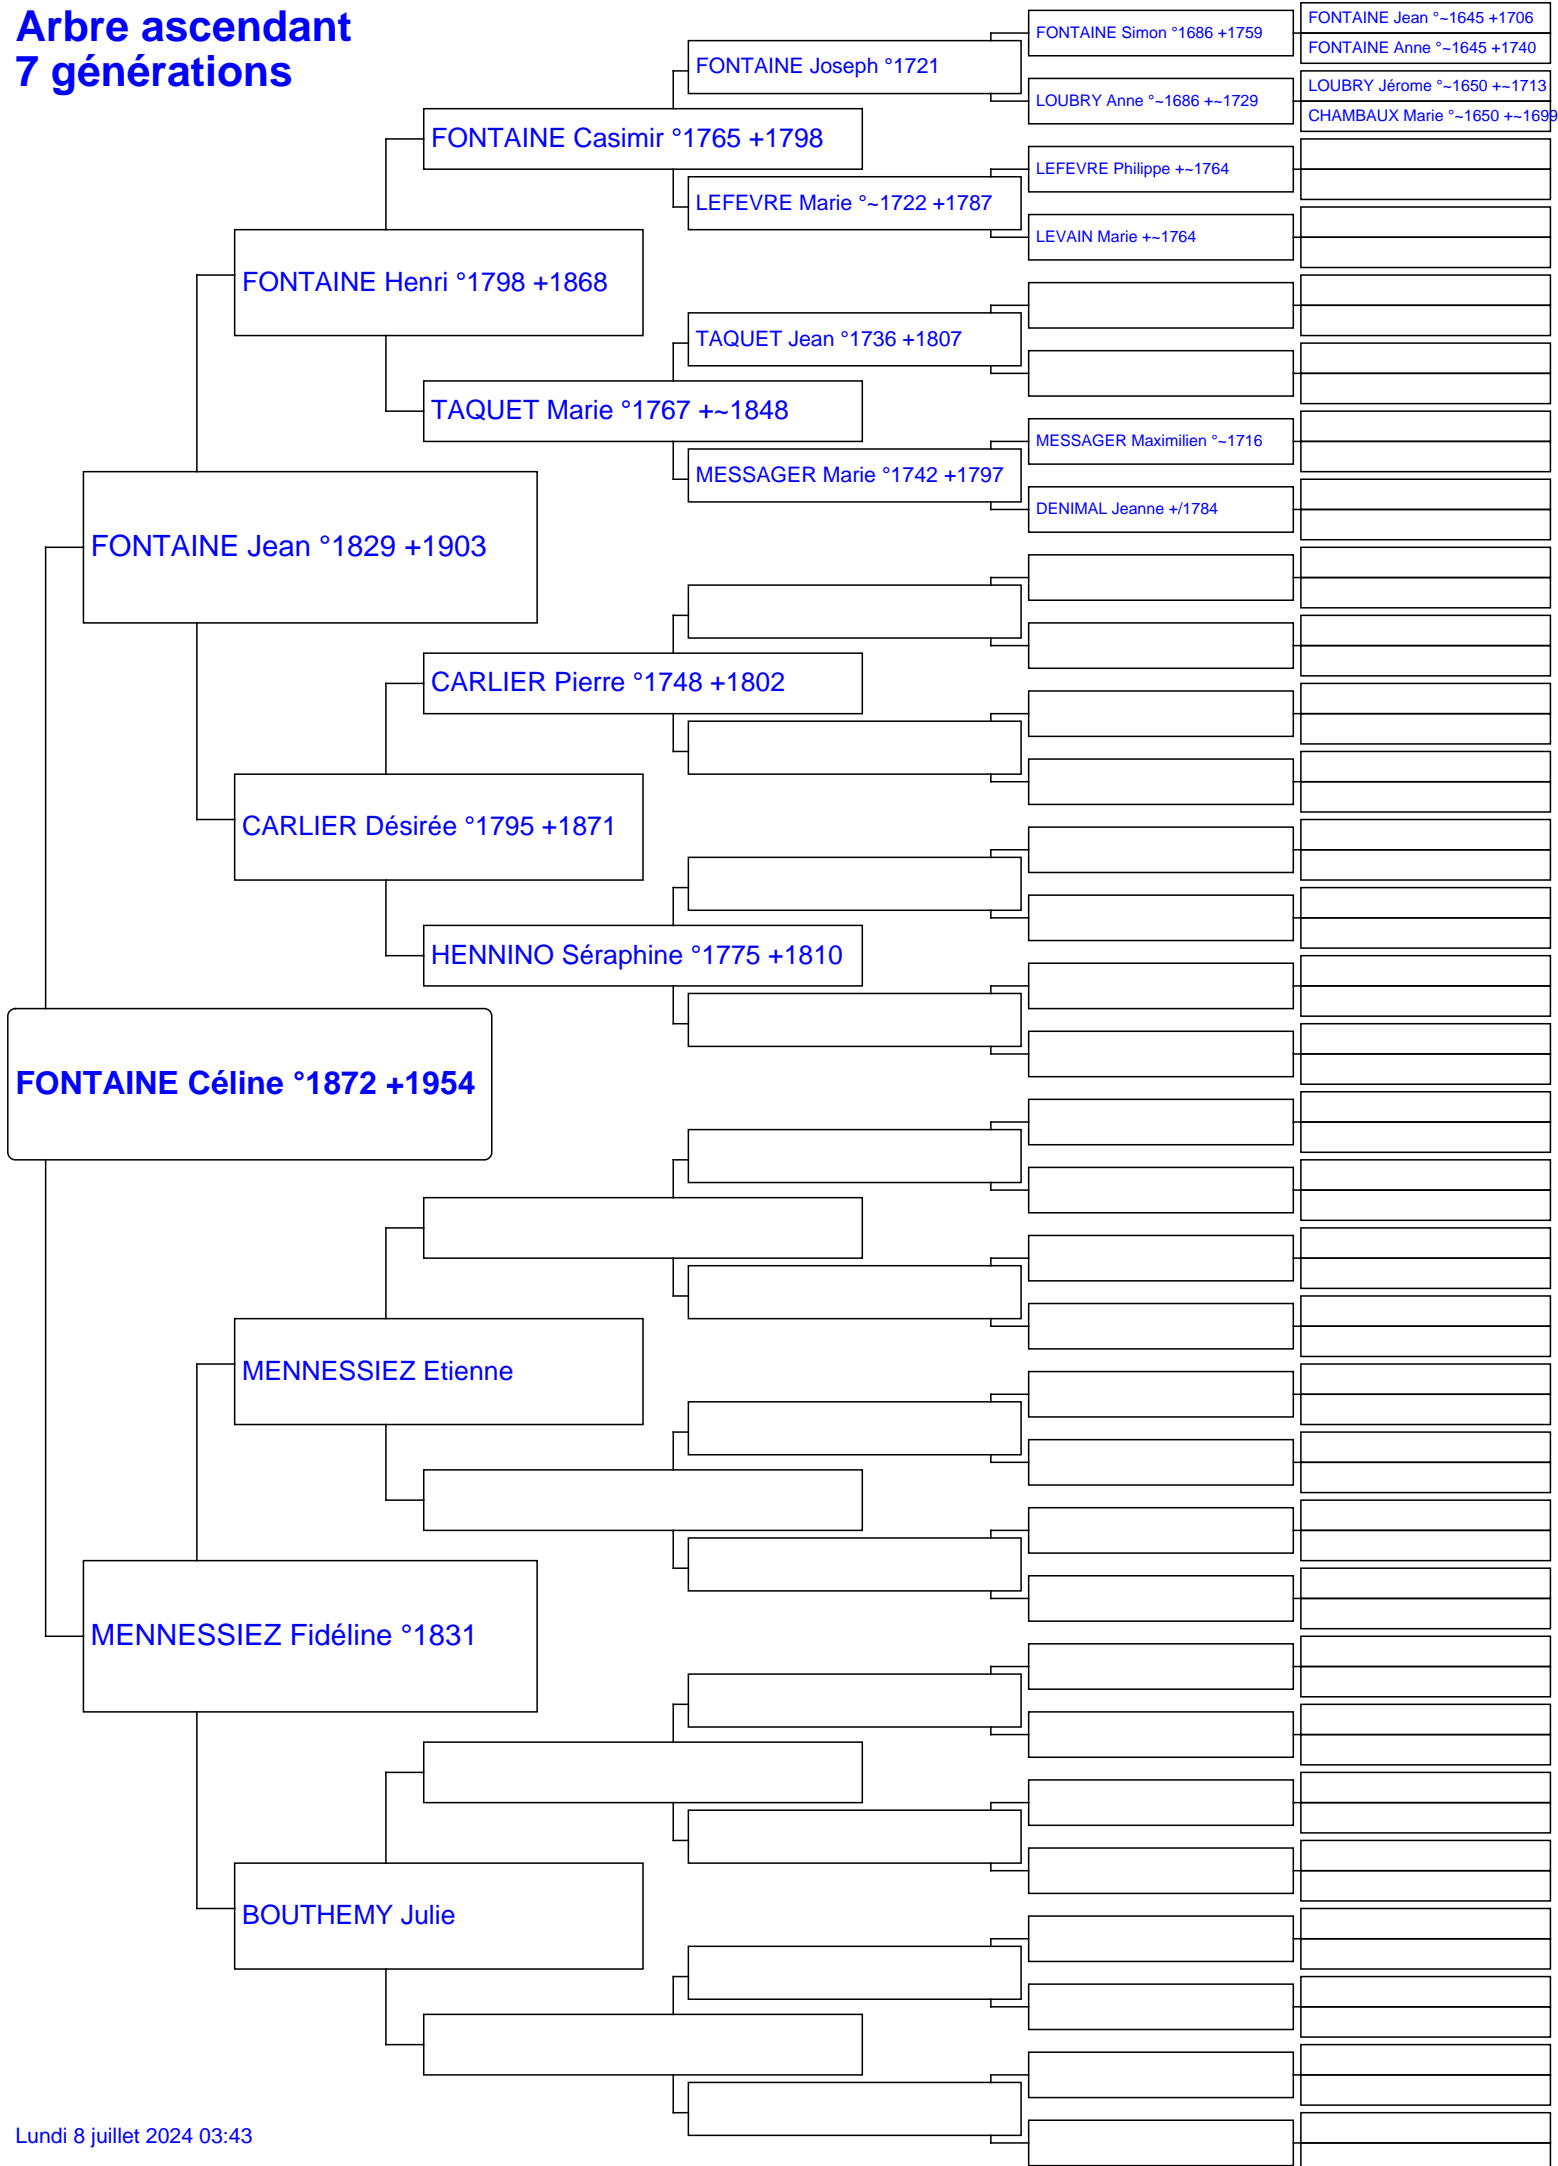 Arbre ascendant
7 générations
FONTAINE Céline °1872 +1954
FONTAINE Jean °1829 +1903
MENNESSIEZ Fidéline °1831
FONTAINE Henri °1798 +1868
CARLIER Désirée °1795 +1871
MENNESSIEZ Etienne
BOUTHEMY Julie
FONTAINE Casimir °1765 +1798
TAQUET Marie °1767 +~1848
CARLIER Pierre °1748 +1802
HENNINO Séraphine °1775 +1810
FONTAINE Joseph °1721
LEFEVRE Marie °~1722 +1787
TAQUET Jean °1736 +1807
MESSAGER Marie °1742 +1797
FONTAINE Simon °1686 +1759
LOUBRY Anne °~1686 +~1729
LEFEVRE Philippe +~1764
LEVAIN Marie +~1764
MESSAGER Maximilien °~1716
DENIMAL Jeanne +/1784
FONTAINE Jean °~1645 +1706
FONTAINE Anne °~1645 +1740
LOUBRY Jérome °~1650 +~1713
CHAMBAUX Marie °~1650 +~1699
Lundi 8 juillet 2024 03:43